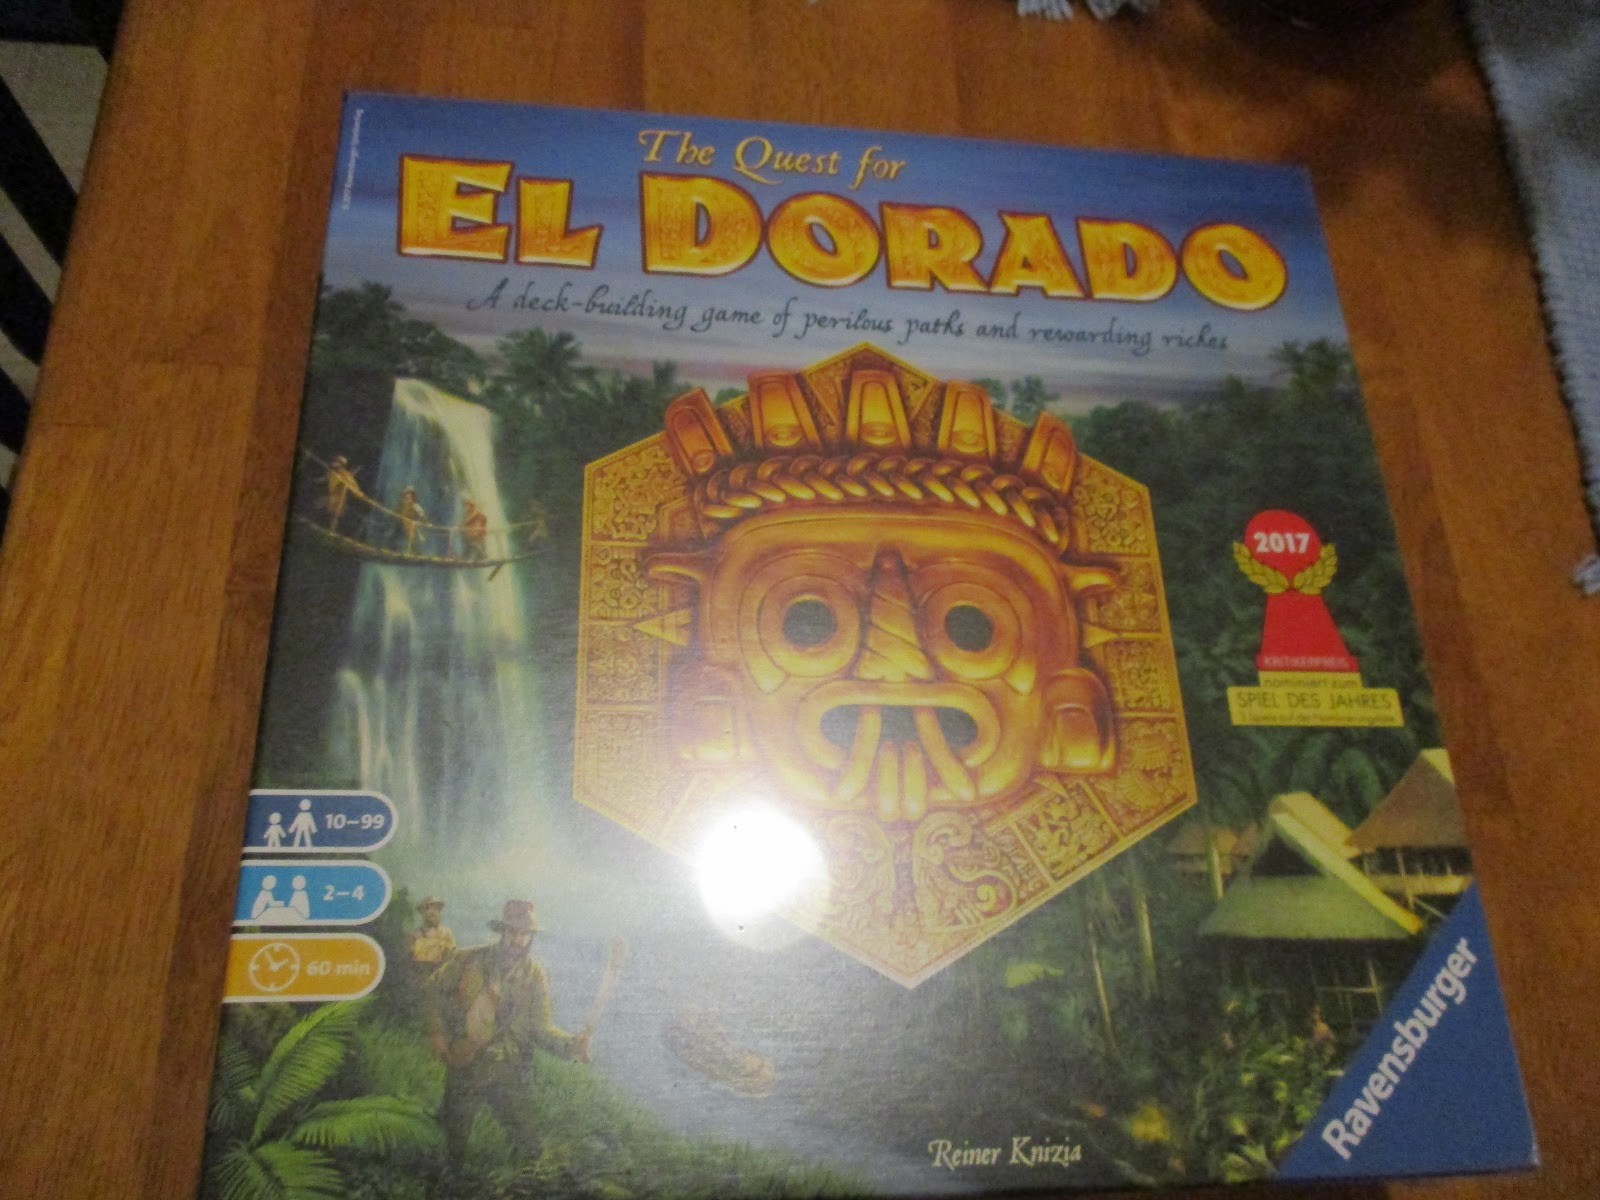 The Quest for
EL DORADO
A deck-building game of perilous paths and rewarding riches
2017
KRITIKERPREIS
nominiert zum
SPIEL DES JAHRES
10–99
2–4
60 min
Reiner Knizia
Ravensburger